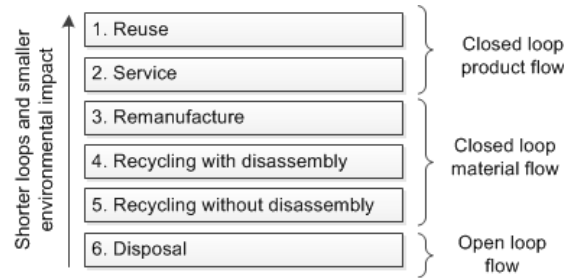 Shorter loops and smaller
environmental impact
1. Reuse
2. Service
3. Remanufacture
4. Recycling with disassembly
5. Recycling without disassembly
6. Disposal
Closed loop
product flow
Closed loop
material flow
Open loop
flow